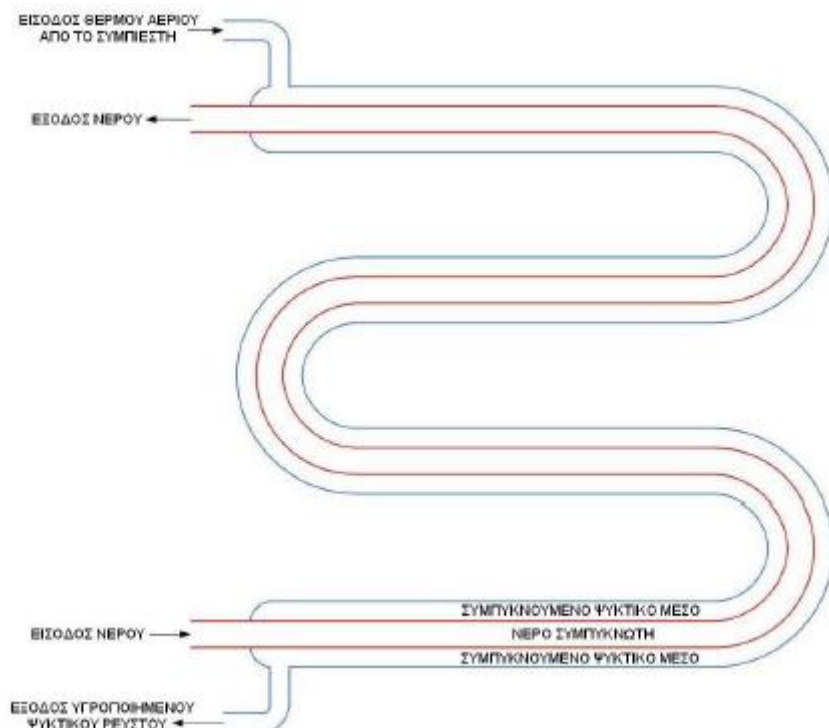 ΕΙΣΟΔΟΣ ΘΕΡΜΟΥ ΑΕΡΙΟΥ
ΑΠΟ ΤΟ ΣΥΜΠΙΕΣΤΗ
ΕΞΟΔΟΣ ΝΕΡΟΥ
ΣΥΜΠΥΚΝΟΥΜΕΝΟ ΨΥΚΤΙΚΟ ΜΕΣΟ
ΕΙΣΟΔΟΣ ΝΕΡΟΥ
ΝΕΡΟ ΣΥΜΠΥΚΝΩΤΗ
ΣΥΜΠΥΚΝΟΥΜΕΝΟ ΨΥΚΤΙΚΟ ΜΕΣΟ
ΕΞΟΔΟΣ ΥΓΡΟΠΟΙΗΜΕΝΟΥ
ΨΥΚΤΙΚΟΥ ΡΕΥΣΤΟΥ